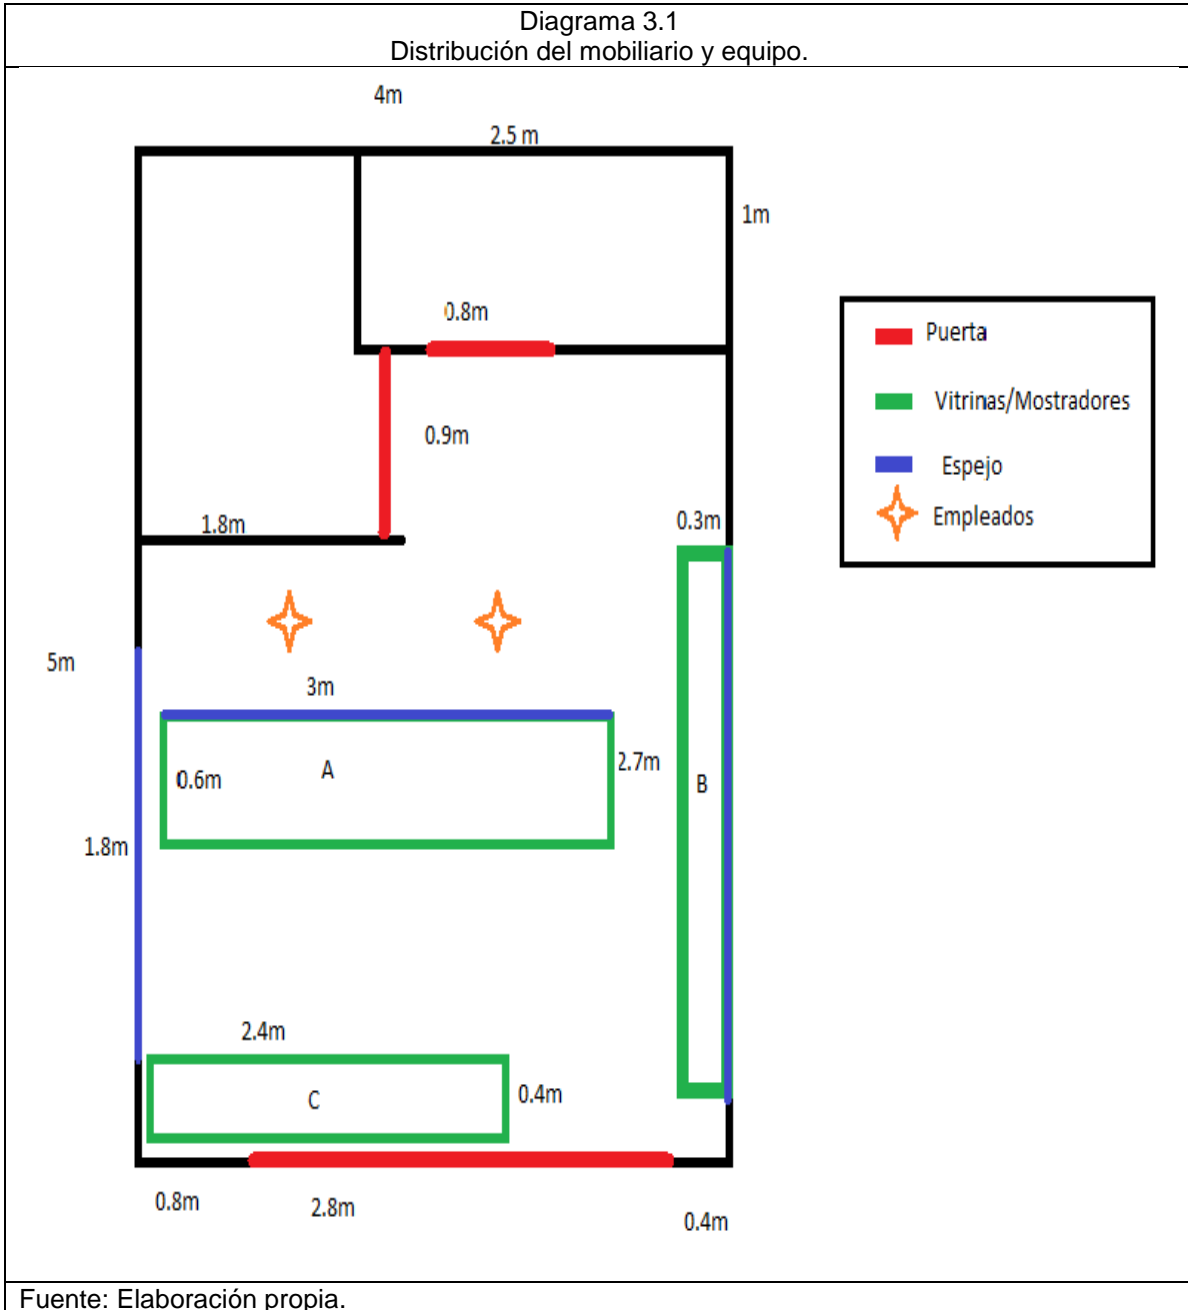 Diagrama 3.1
Distribución del mobiliario y equipo.
4m
2.5 m
1m
0.8m
Puerta
Vitrinas/Mostradores
0.9m
Espejo
1.8m
0.3m
Empleados
5m
3m
2.7m
0.6m
A
B
1.8m
2.4m
C
0.4m
0.8m
2.8m
0.4m
Fuente: Elaboración propia.